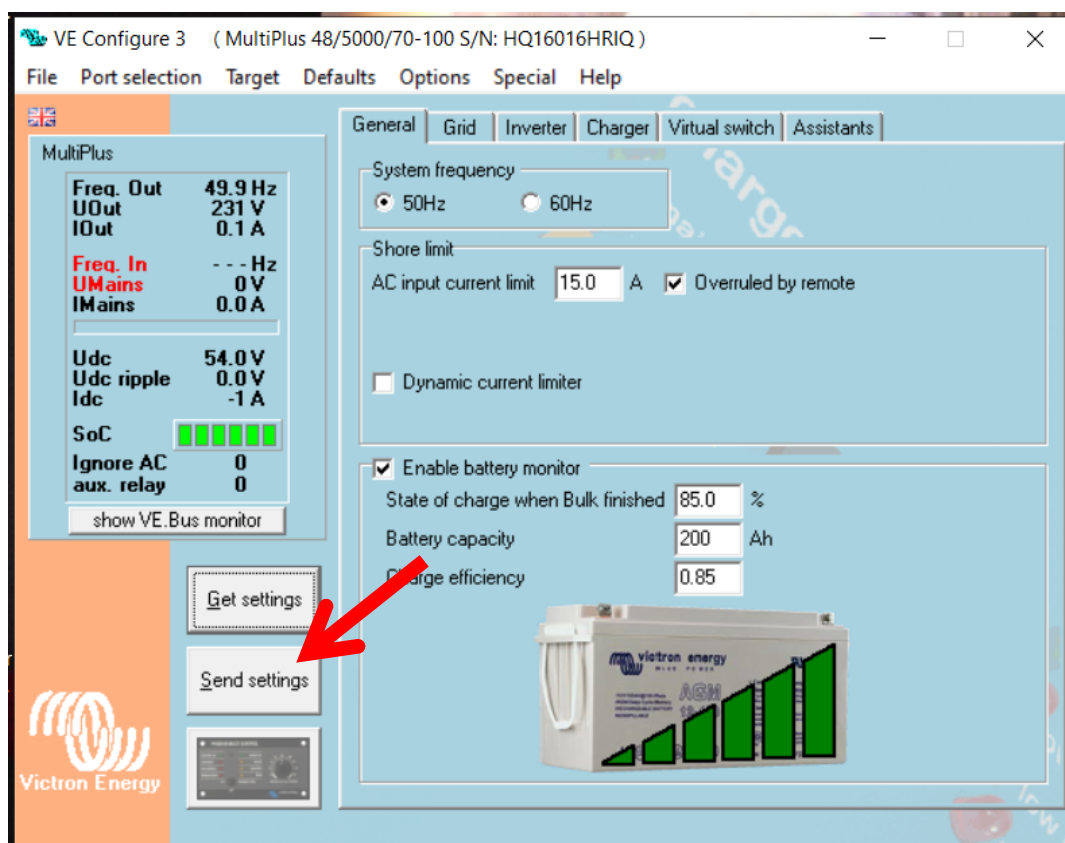 VE Configure 3 ( MultiPlus 48/5000/70-100 S/N: HQ16016HRIQ )
File Port selection Target Defaults Options Special Help
General Grid Inverter Charger Virtual switch Assistants
MultiPlus
Freq. Out 49.9 Hz
UOut 231 V
IOut 0.1 A
Freq. In - - - Hz
UMains 0 V
IMains 0.0 A
Udc 54.0 V
Udc ripple 0.0 V
Idc -1 A
SoC
Ignore AC 0
aux. relay 0
show VE.Bus monitor
System frequency
50Hz 60Hz
Shore limit
AC input current limit 15.0 A Overruled by remote
Dynamic current limiter
Enable battery monitor
State of charge when Bulk finished 85.0 %
Battery capacity 200 Ah
Charge efficiency 0.85
Get settings
Send settings
victron energy
BLUE POWER
AGM
Victron Energy